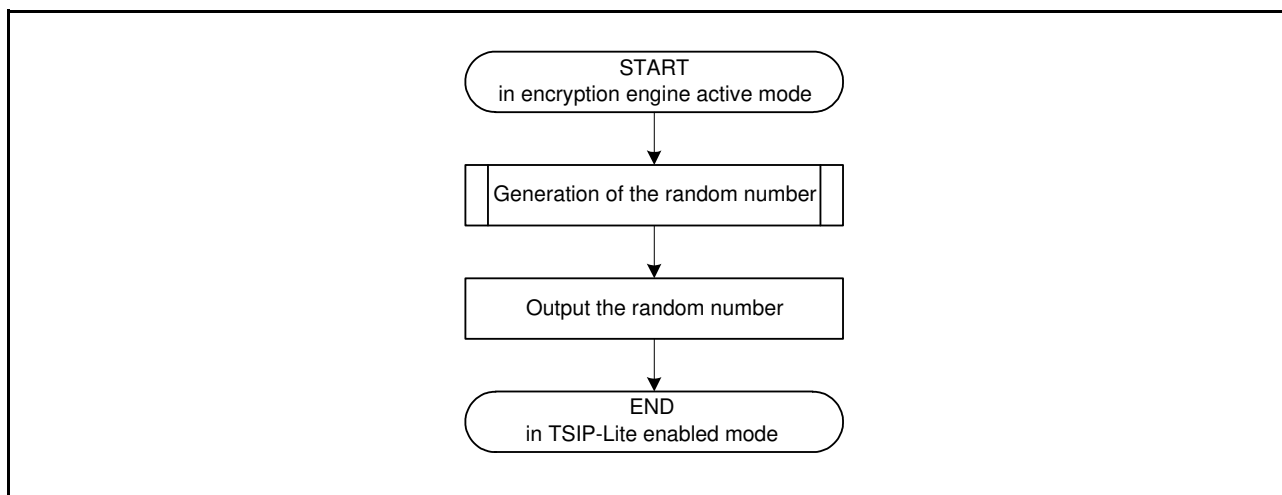 START
in encryption engine active mode
Generation of the random number
Output the random number
END
in TSIP-Lite enabled mode